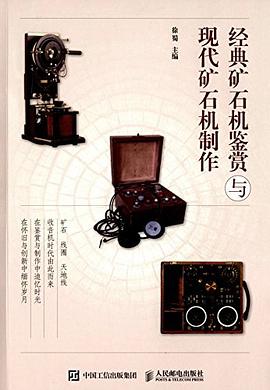 徐蜀 主编
经典矿石机鉴赏与
现代矿石机制作
矿石 线圈 天地线
收音机时代由此而来
在鉴赏与制作中追忆时光
在怀旧与创新中缅怀岁月
中国工信出版集团
人民邮电出版社
POSTS & TELECOM PRESS